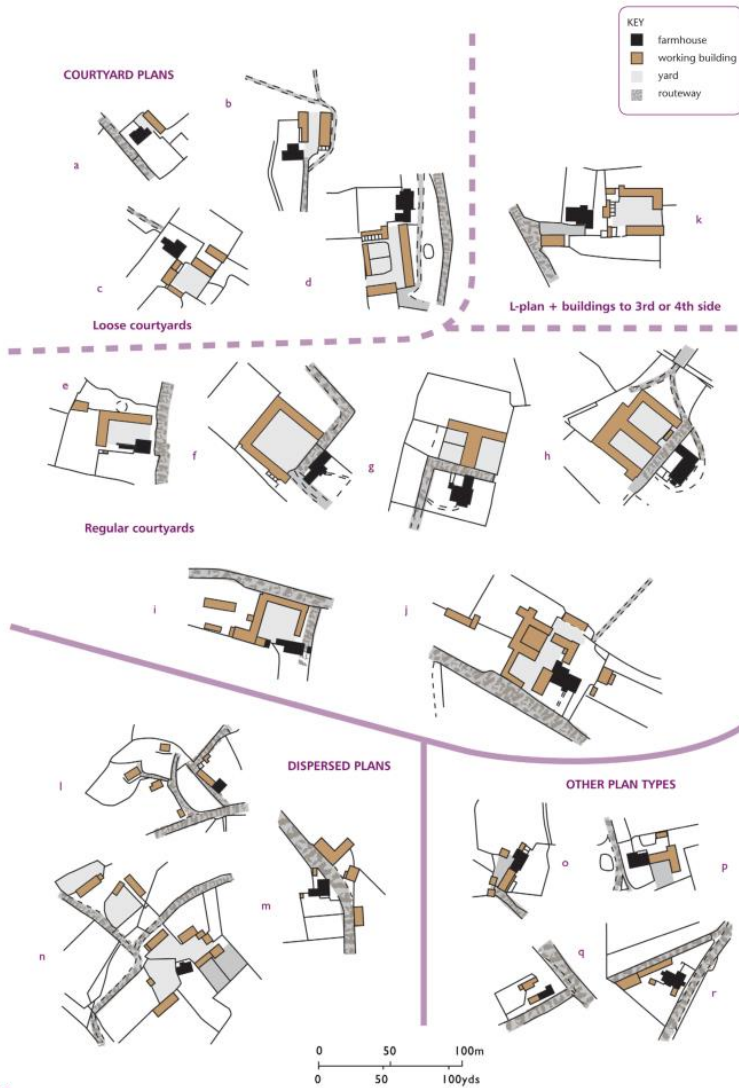 KEY
farmhouse
working building
yard
routeway
COURTYARD PLANS
a
b
c
d
Loose courtyards
k
L-plan + buildings to 3rd or 4th side
e
f
g
h
Regular courtyards
i
j
DISPERSED PLANS
l
m
n
OTHER PLAN TYPES
o
p
q
r
0 50 100m
0 50 100yds